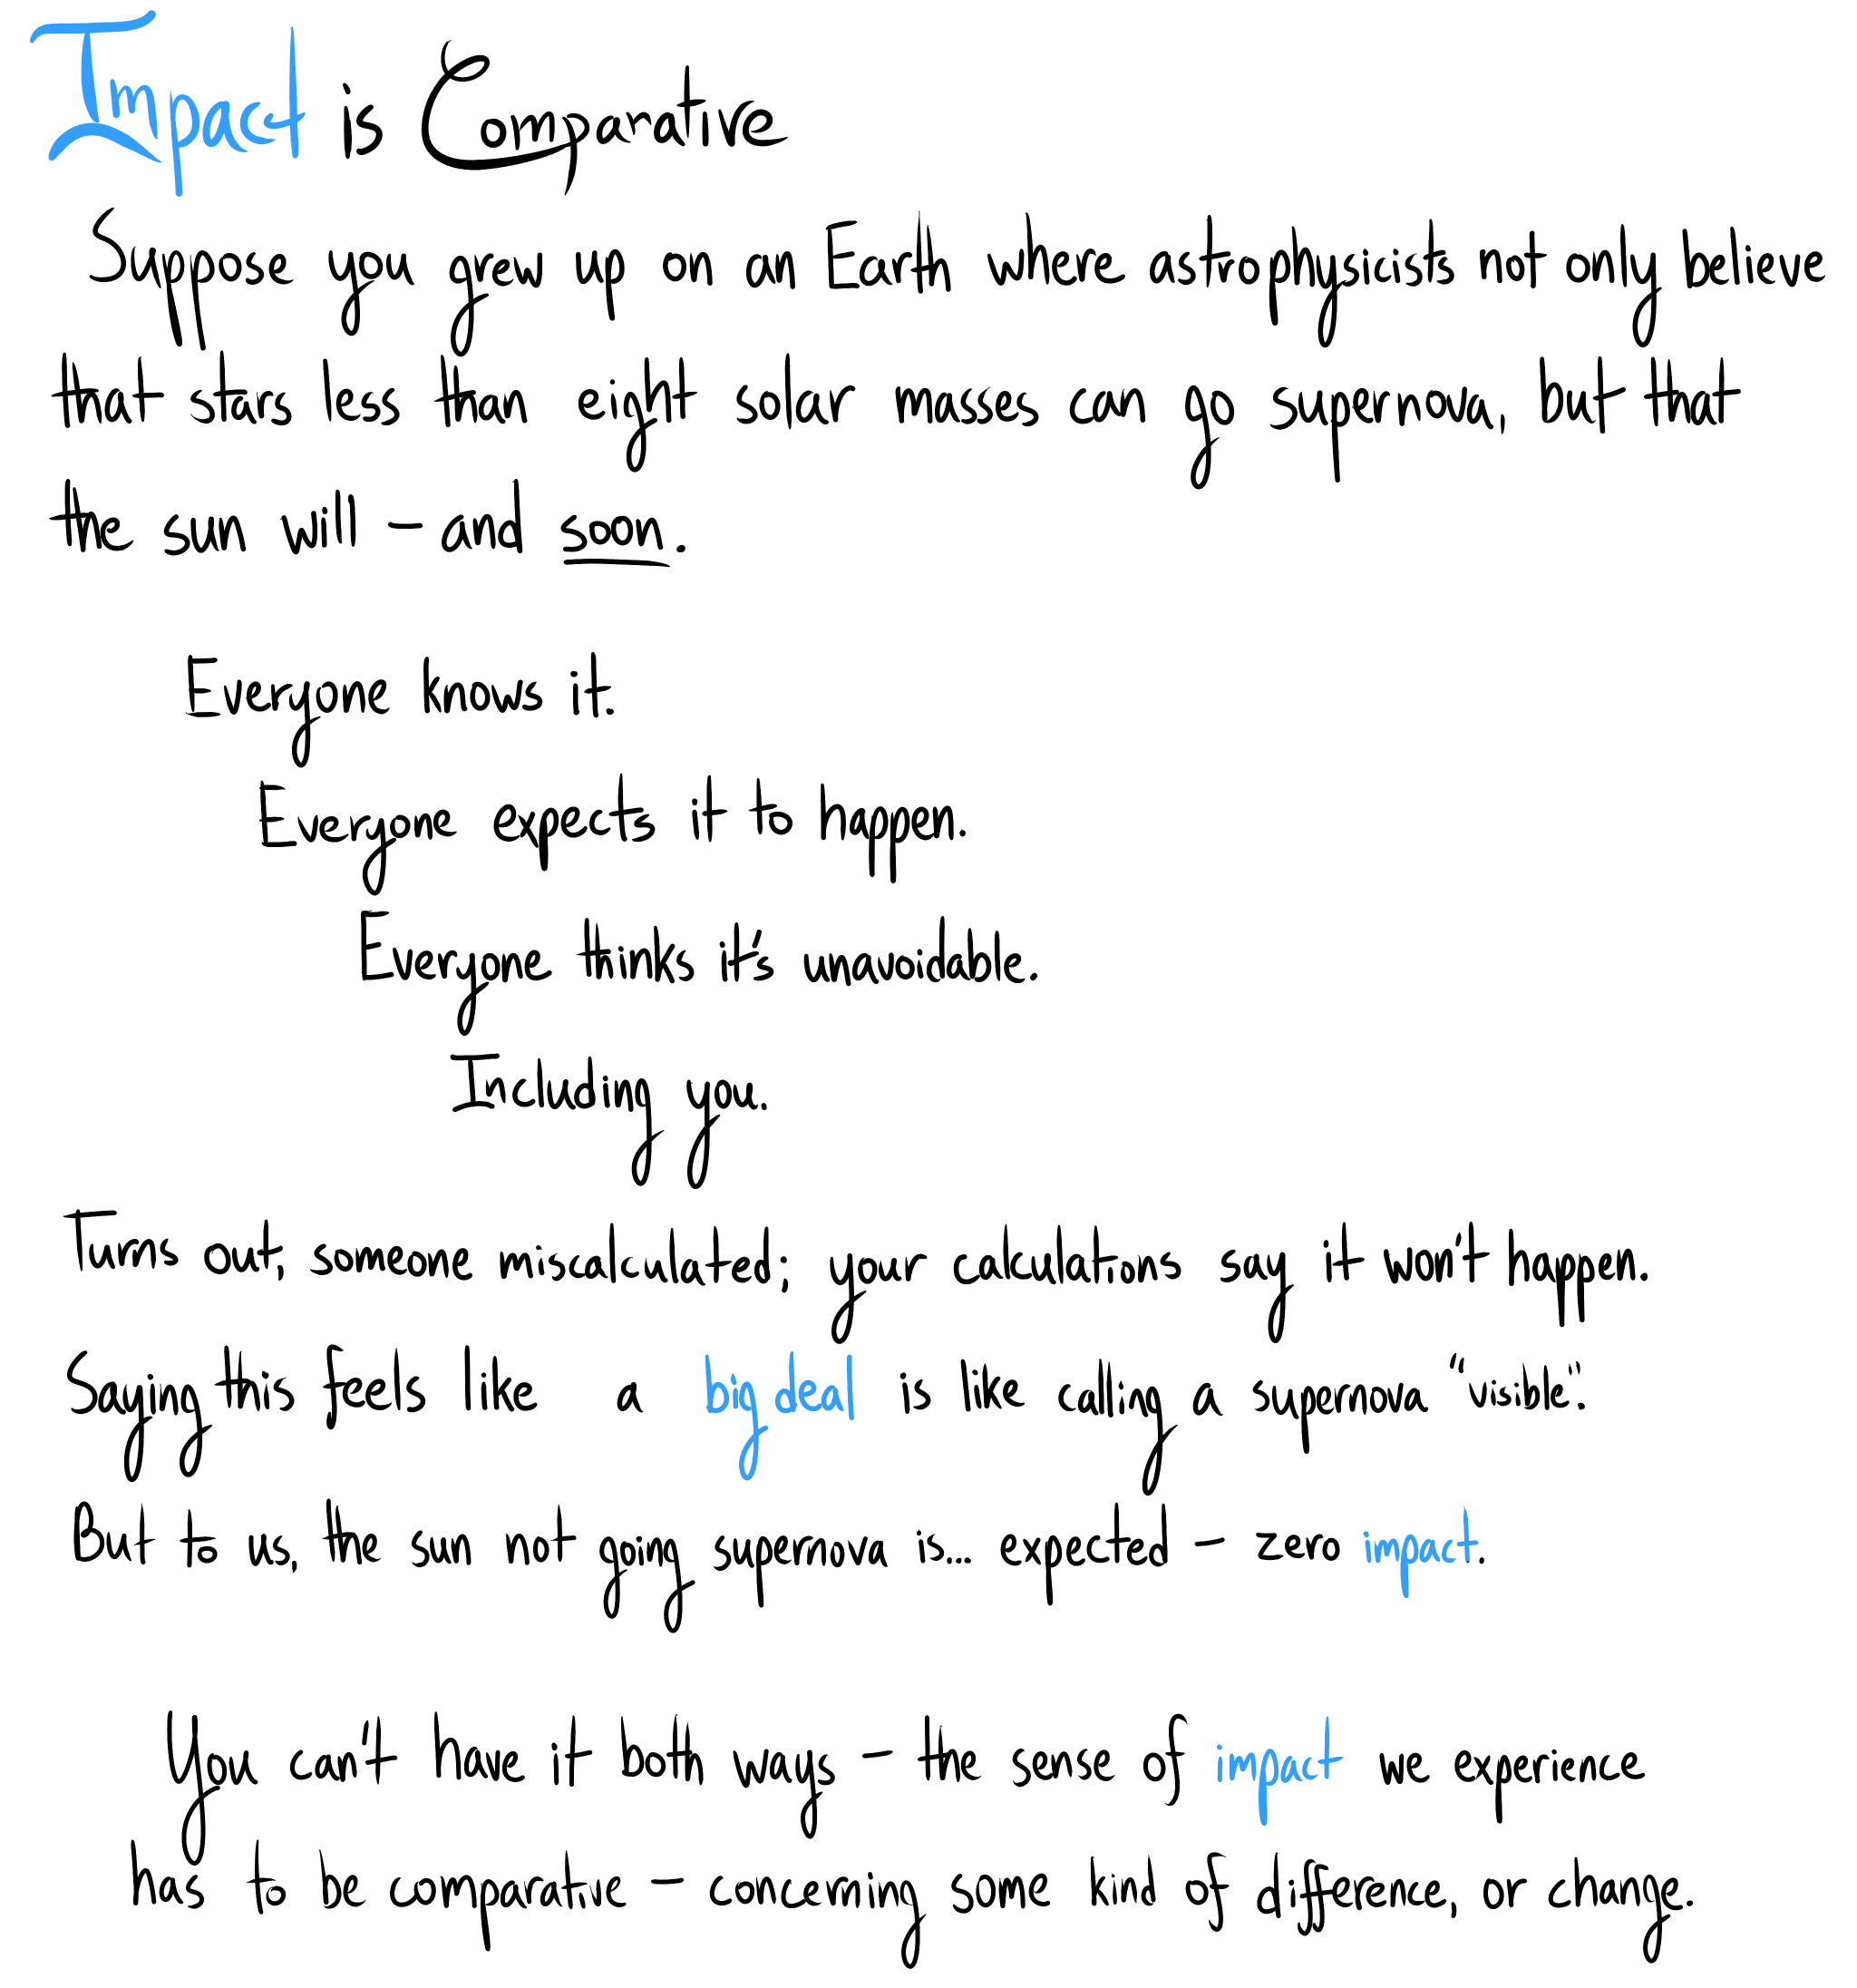 Impact is Comparative
Suppose you grew up on an Earth where astrophysicists not only believe
that stars less than eight solar masses can go supernova, but that
the sun will — and soon.
Everyone knows it.
Everyone expects it to happen.
Everyone thinks it's unavoidable.
Including you.
Turns out, someone miscalculated; your calculations say it won't happen.
Saying this feels like a big deal is like calling a supernova "visible".
But to us, the sun not going supernova is... expected — zero impact.
You can't have it both ways — the sense of impact we experience
has to be comparative — concerning some kind of difference, or change.